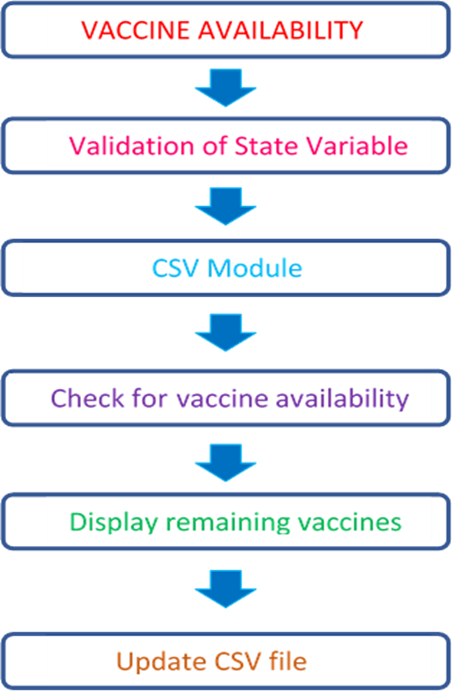 VACCINE AVAILABILITY
Validation of State Variable
CSV Module
Check for vaccine availability
Display remaining vaccines
Update CSV file